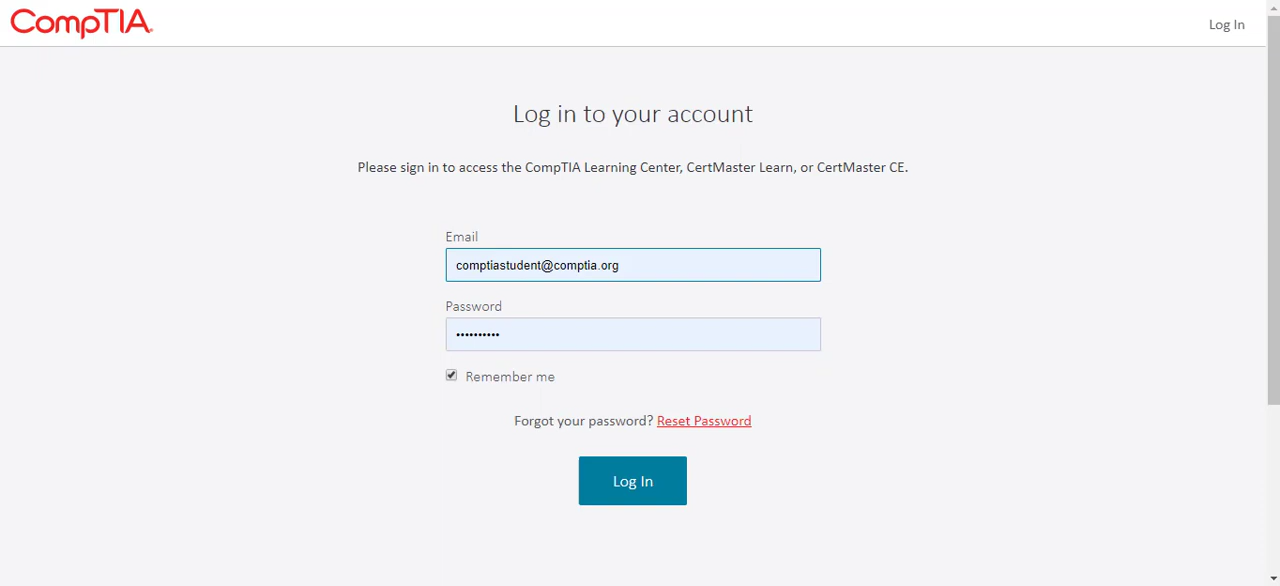 CompTIA.
Log In
Log in to your account
Please sign in to access the CompTIA Learning Center, CertMaster Learn, or CertMaster CE.
Email
comptiastudent@comptia.org
Password
••••••••••
Remember me
Forgot your password? Reset Password
Log In